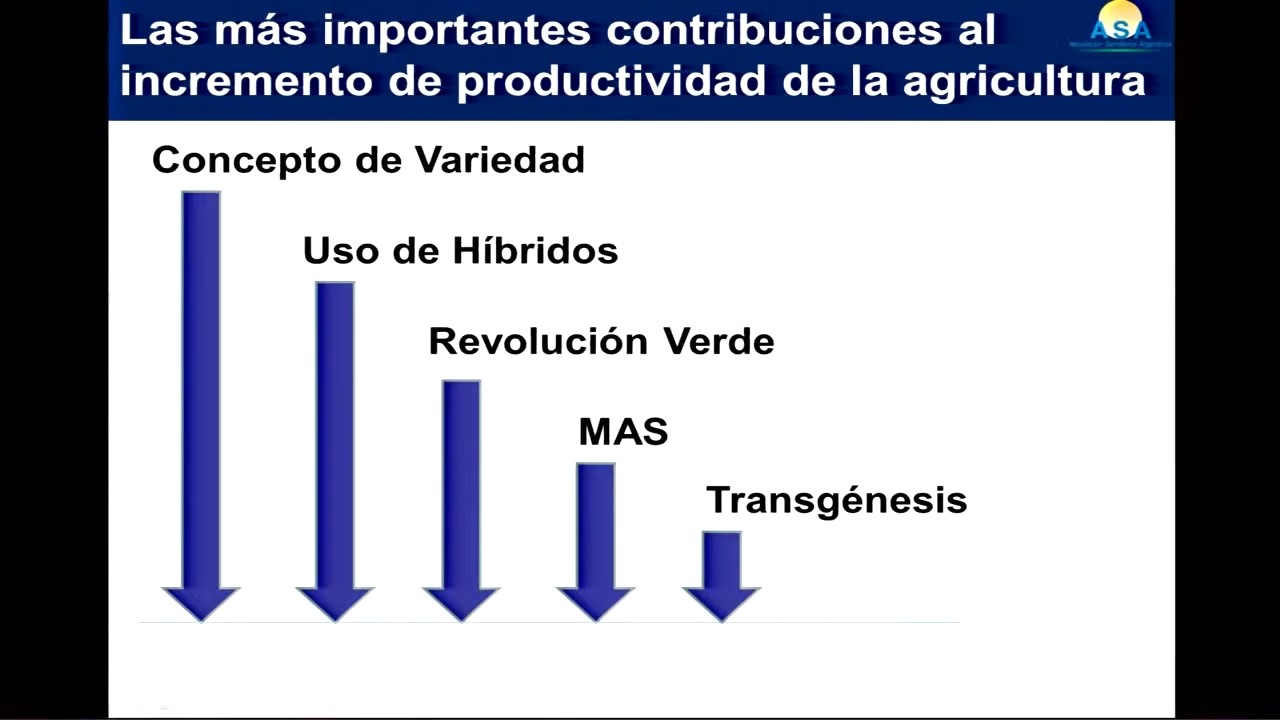 Las más importantes contribuciones al
incremento de productividad de la agricultura
ASA
Concepto de Variedad
Uso de Híbridos
Revolución Verde
MAS
Transgénesis